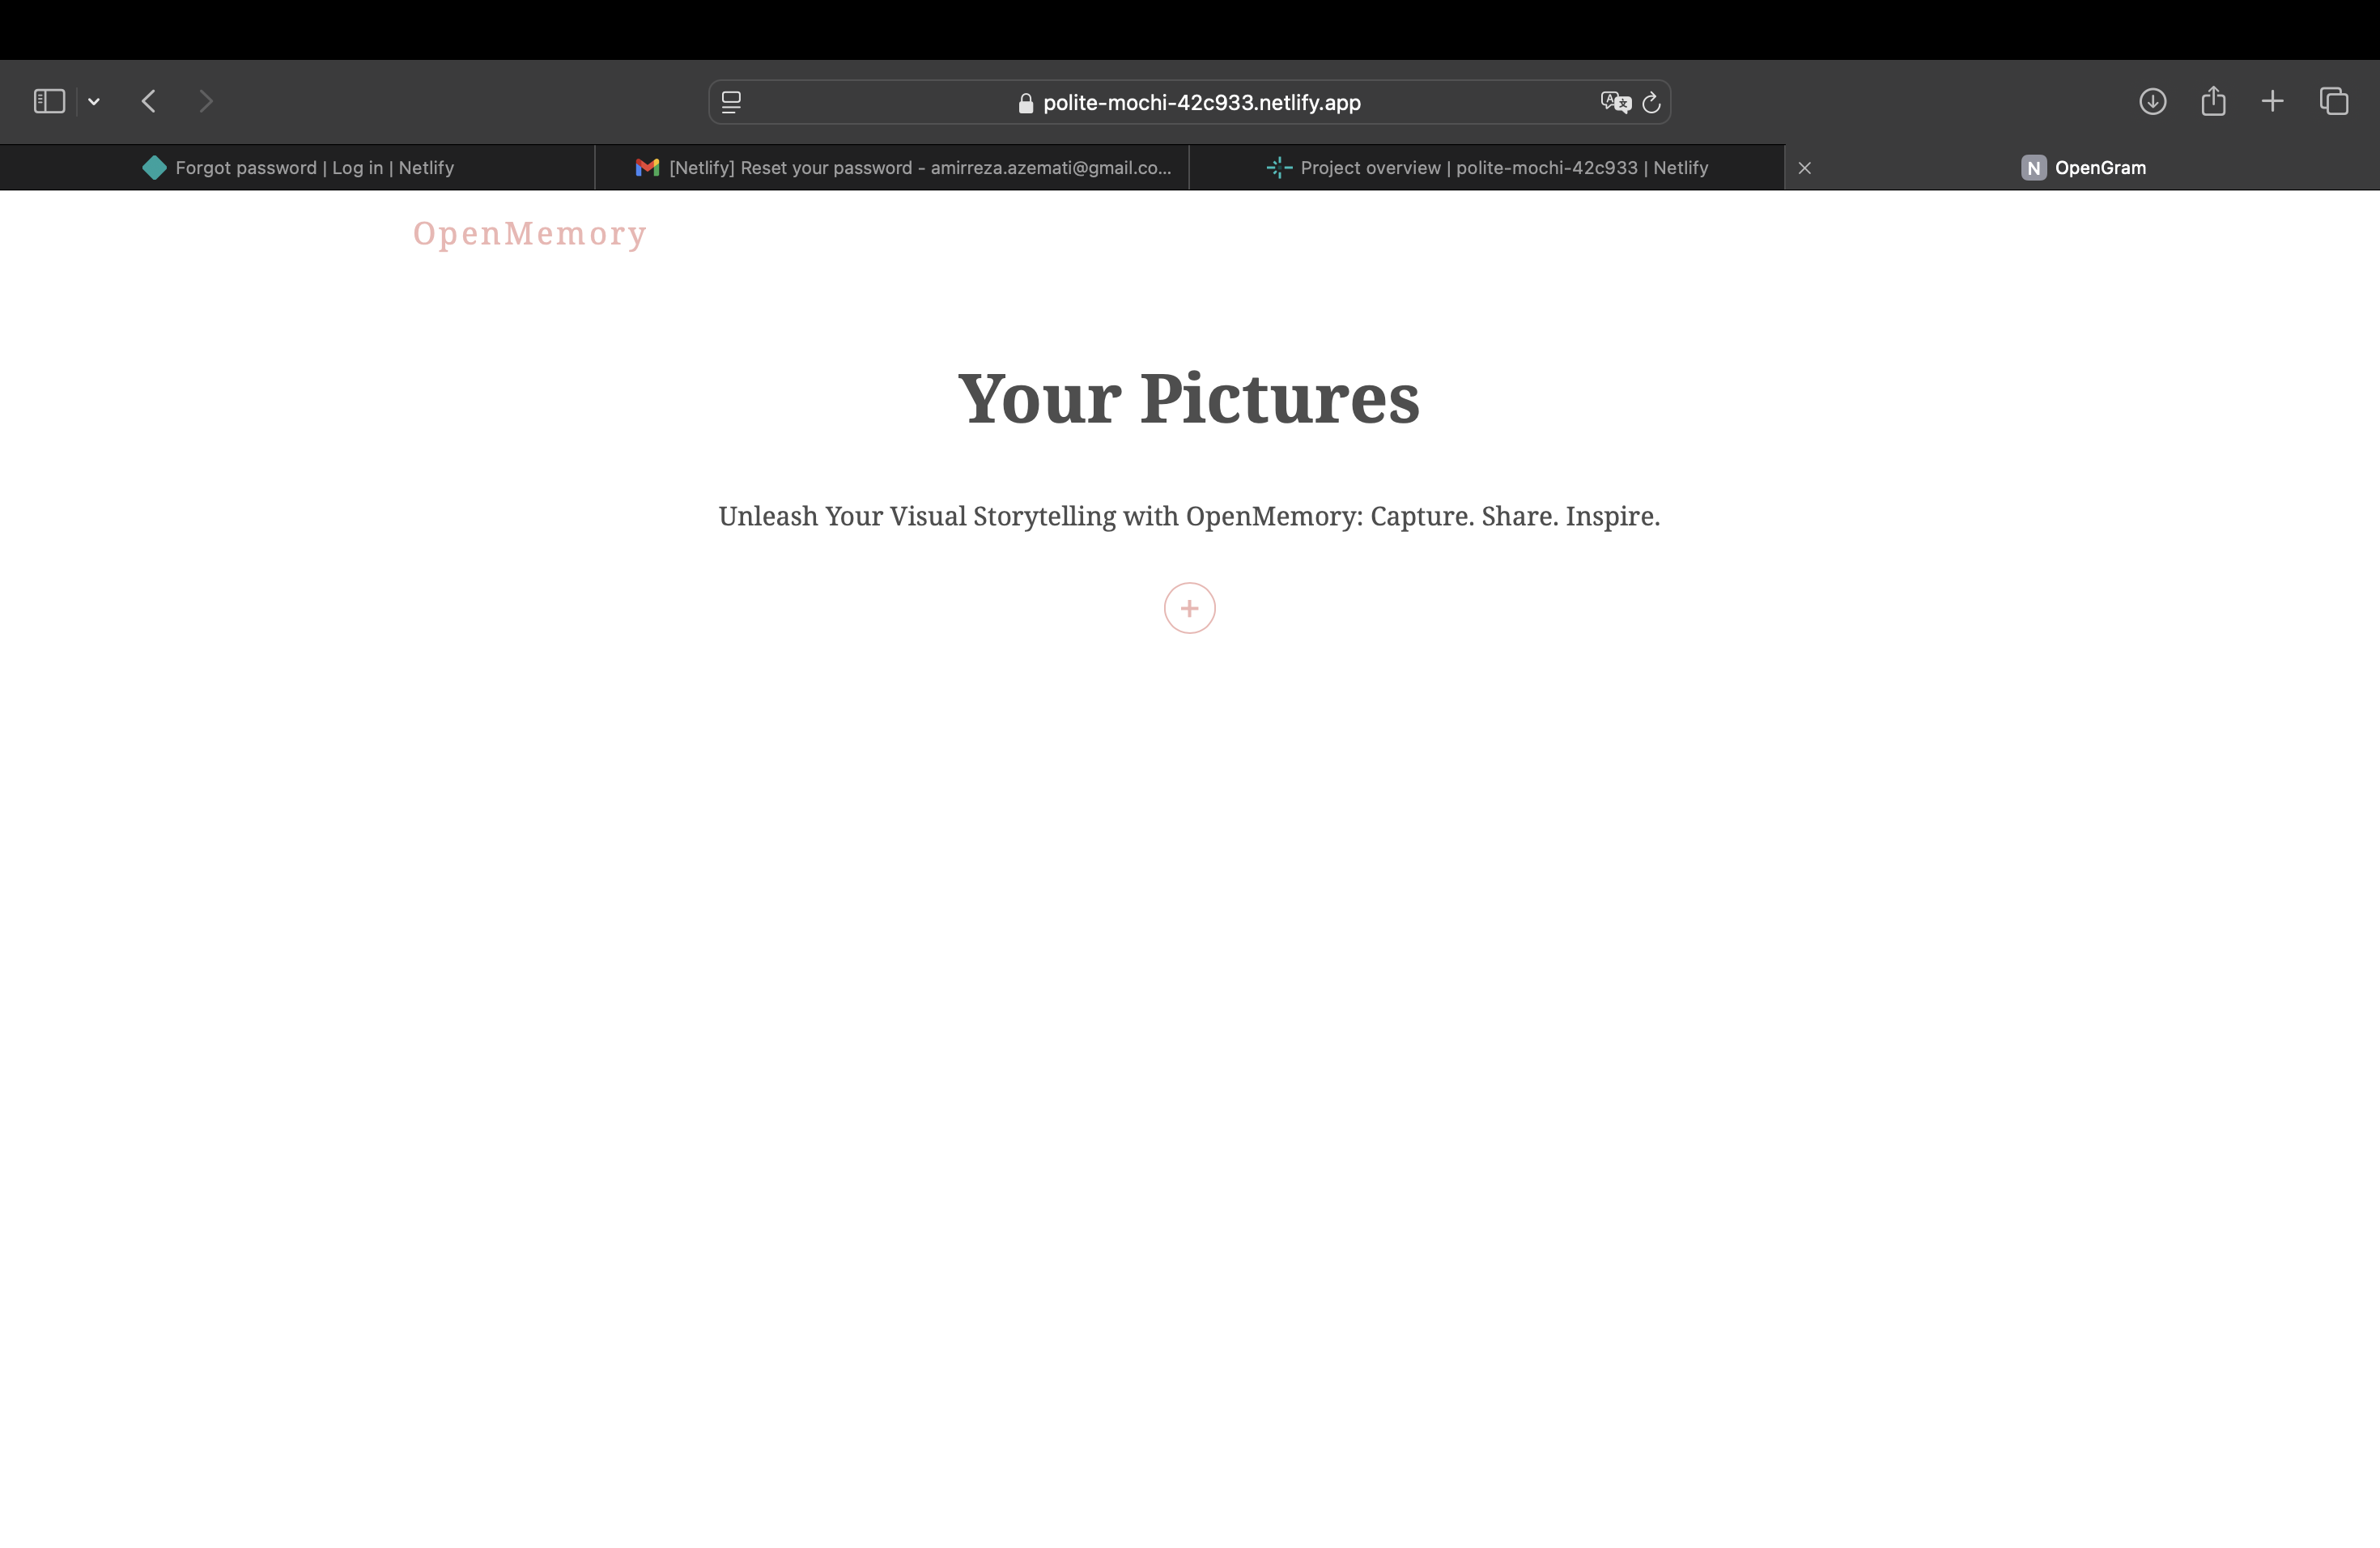 polite-mochi-42c933.netlify.app
Forgot password | Log in | Netlify
[Netlify] Reset your password - amirreza.azemati@gmail.co...
Project overview | polite-mochi-42c933 | Netlify
N OpenGram
OpenMemory
Your Pictures
Unleash Your Visual Storytelling with OpenMemory: Capture. Share. Inspire.
+